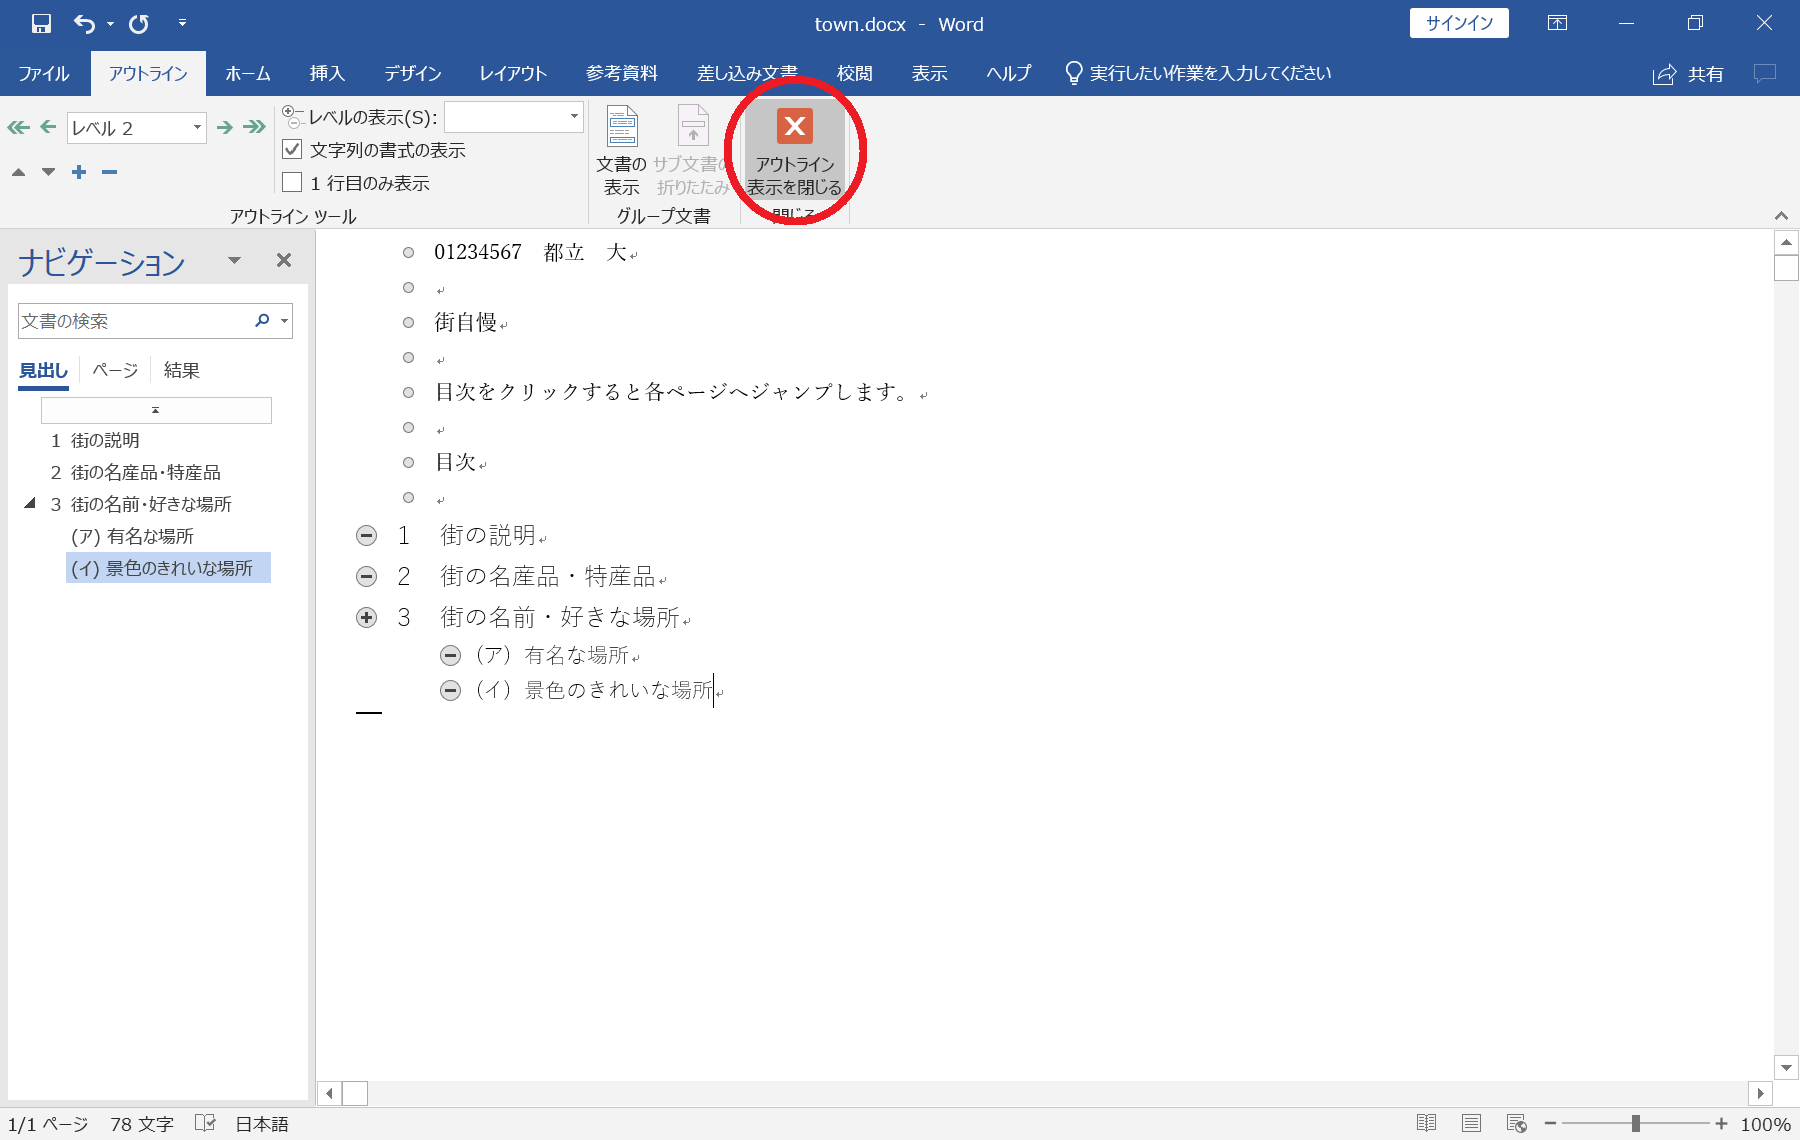 town.docx - Word
サインイン
ファイル アウトライン ホーム 挿入 デザイン レイアウト 参考資料 差し込み文書 校閲 表示 ヘルプ 実行したい作業を入力してください 共有
レベル 2
レベルの表示(S):
文字列の書式の表示
1 行目のみ表示
アウトライン ツール
文書の
表示
サブ文書の
折りたたみ
グループ文書
アウトライン
表示を閉じる
閉じる
ナビゲーション
文書の検索
見出し ページ 結果
1 街の説明
2 街の名産品・特産品
3 街の名前・好きな場所
(ア) 有名な場所
(イ) 景色のきれいな場所
01234567 都立 大
街自慢
目次をクリックすると各ページへジャンプします。
目次
1 街の説明
2 街の名産品・特産品
3 街の名前・好きな場所
(ア) 有名な場所
(イ) 景色のきれいな場所
1/1 ページ 78 文字 日本語 100%